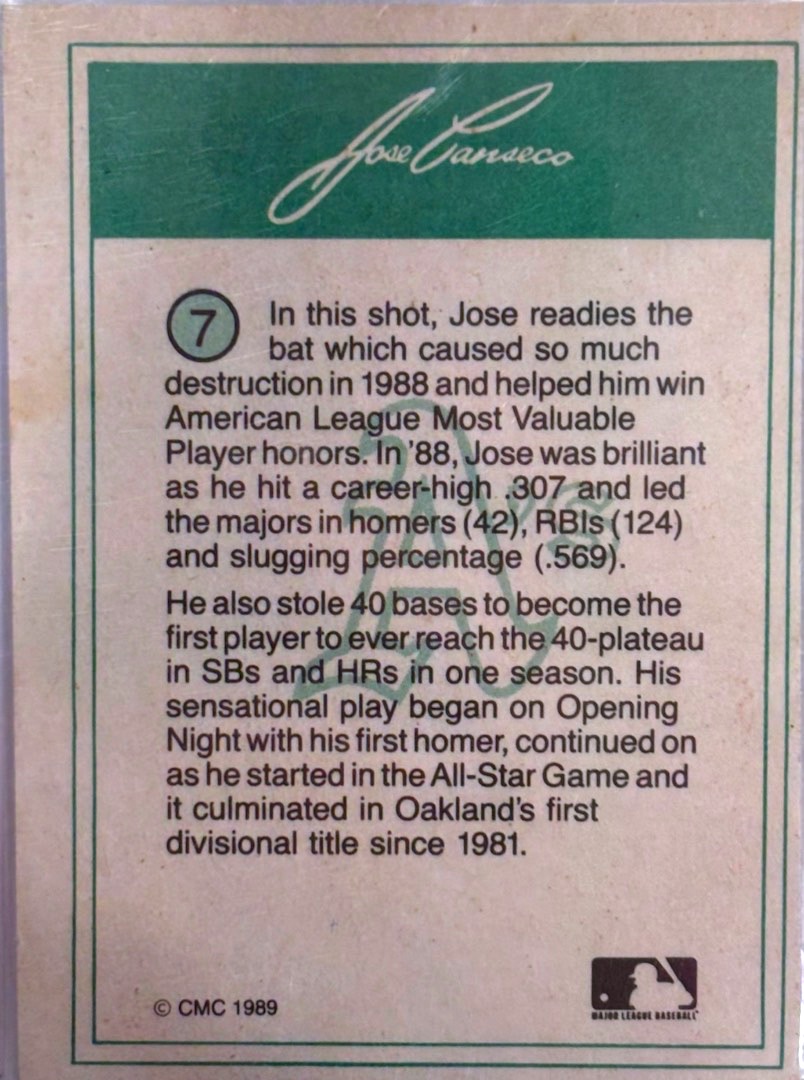 Jose Canseco
7
In this shot, Jose readies the
bat which caused so much
destruction in 1988 and helped him win
American League Most Valuable
Player honors. In '88, Jose was brilliant
as he hit a career-high .307 and led
the majors in homers (42), RBIs (124)
and slugging percentage (.569).
He also stole 40 bases to become the
first player to ever reach the 40-plateau
in SBs and HRs in one season. His
sensational play began on Opening
Night with his first homer, continued on
as he started in the All-Star Game and
it culminated in Oakland's first
divisional title since 1981.
A's
© CMC 1989
MAJOR LEAGUE BASEBALL